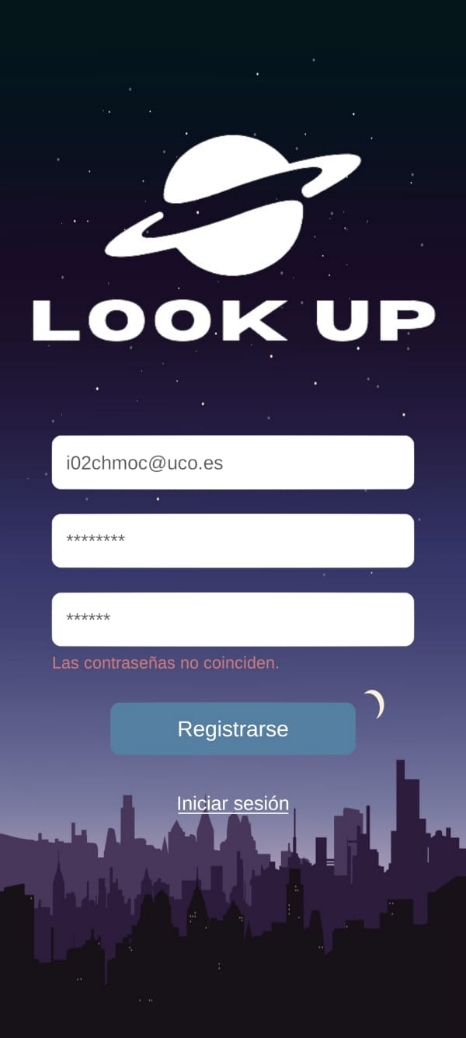 LOOK UP
i02chmoc@uco.es
********
******
Las contraseñas no coinciden.
Registrarse
Iniciar sesión